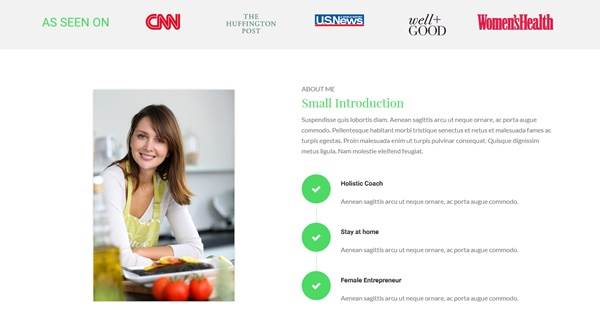 AS SEEN ON
CNN
THE
HUFFINGTON
POST
U.S.News
well+
GOOD
Women'sHealth
ABOUT ME
Small Introduction
Suspendisse quis lobortis diam. Aenean sagittis arcu ut neque ornare, ac porta augue
commodo. Pellentesque habitant morbi tristique senectus et netus et malesuada fames ac
turpis egestas. Proin malesuada enim ut turpis pulvinar consequat. Quisque dignissim
metus ligula. Nam molestie eleifend feugiat.
Holistic Coach
Aenean sagittis arcu ut neque ornare, ac porta augue commodo.
Stay at home
Aenean sagittis arcu ut neque ornare, ac porta augue commodo.
Female Entrepreneur
Aenean sagittis arcu ut neque ornare, ac porta augue commodo.